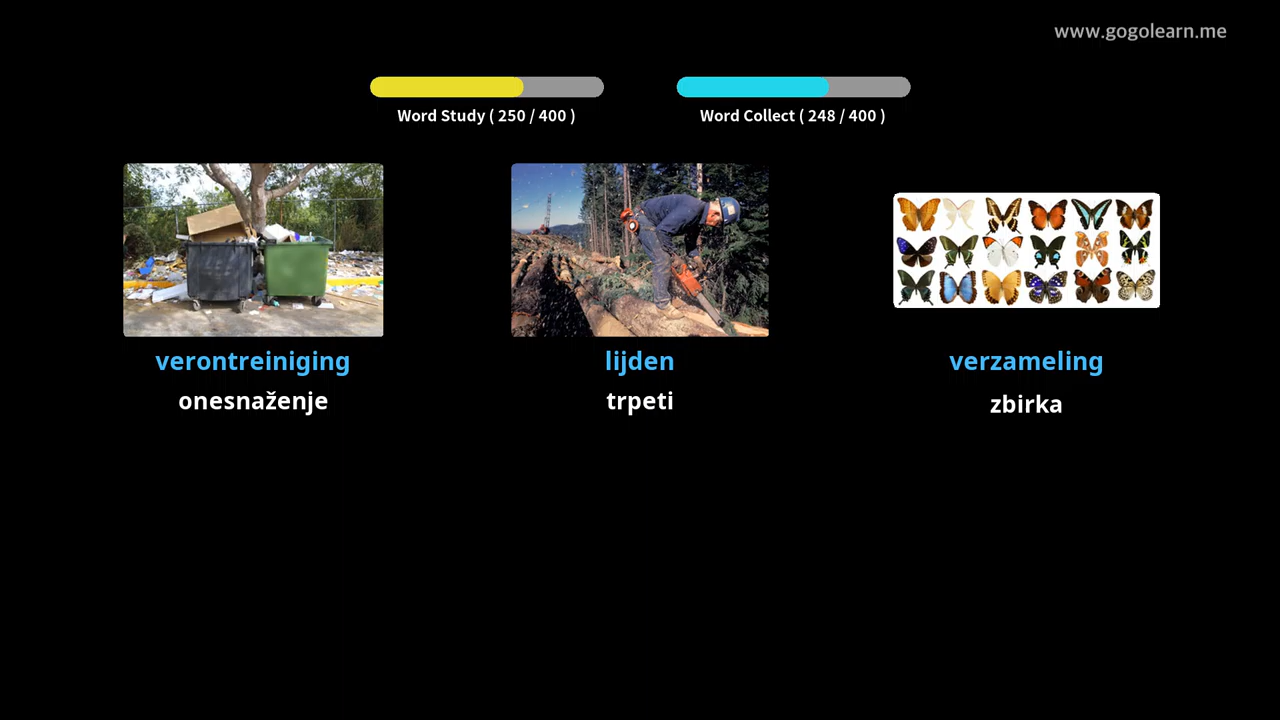 www.gogolearn.me
Word Study ( 250 / 400 )
Word Collect ( 248 / 400 )
verontreiniging
onesnaženje
lijden
trpeti
verzameling
zbirka